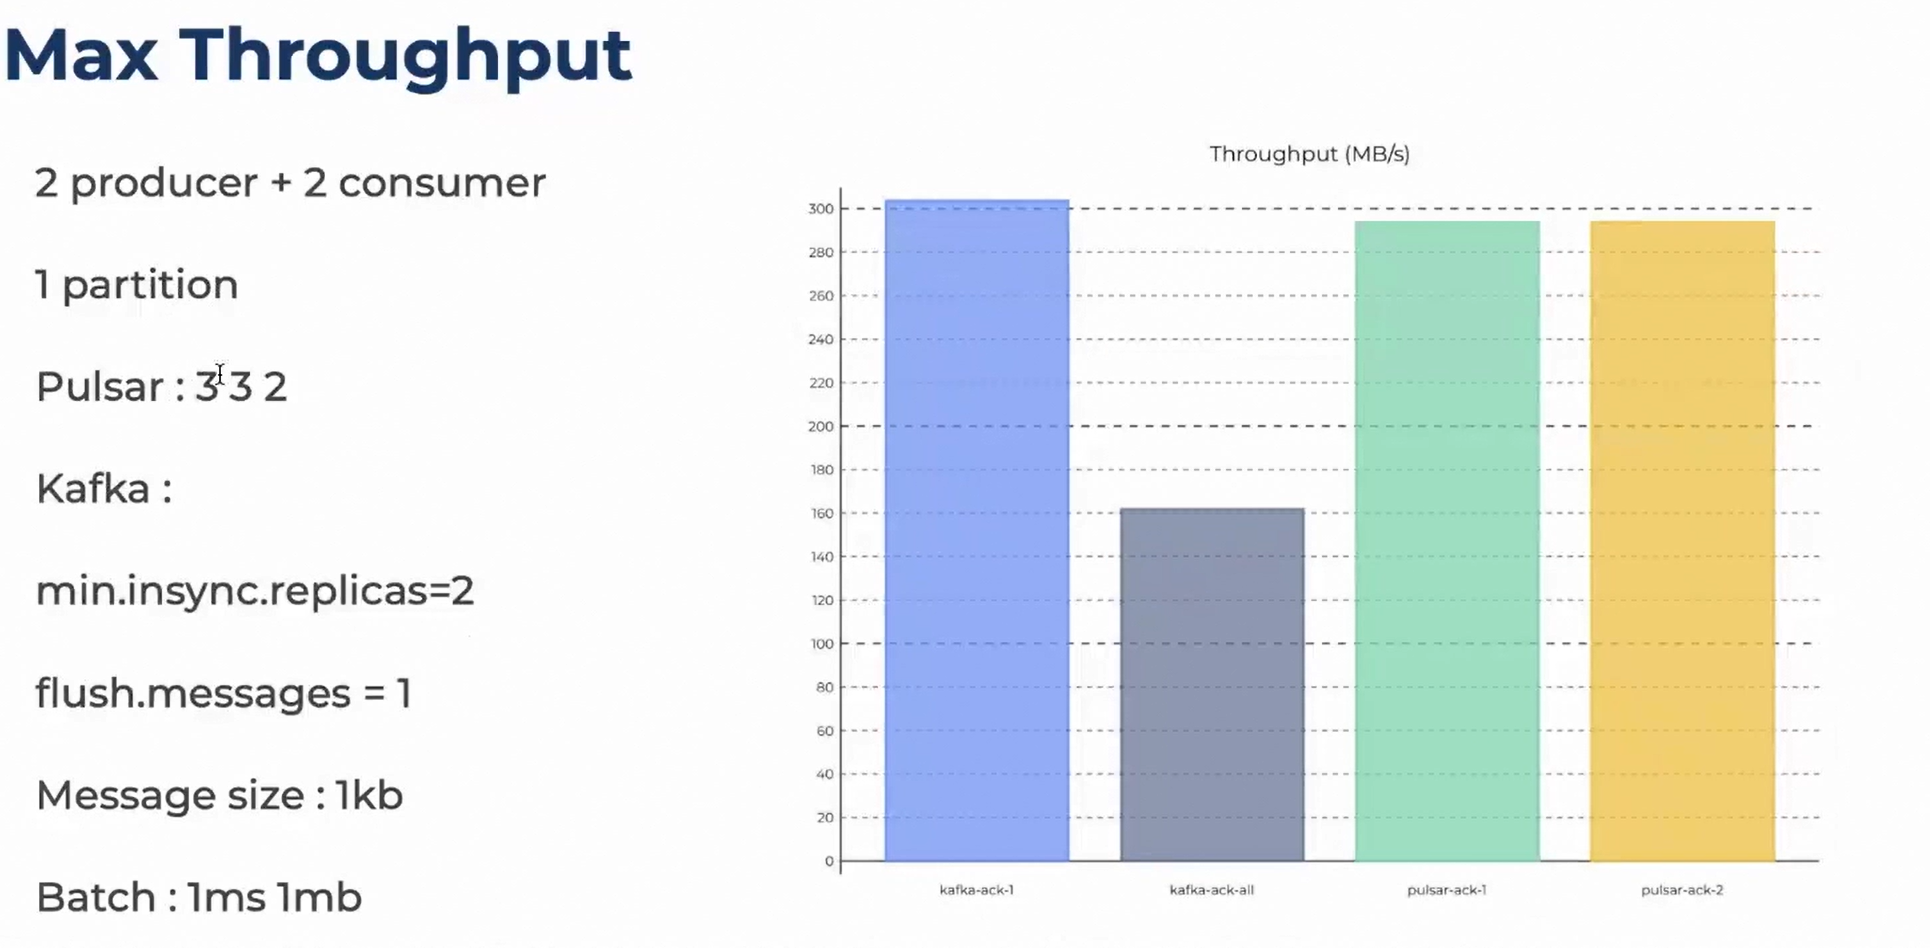 Max Throughput
2 producer + 2 consumer
1 partition
Pulsar : 3 3 2
Kafka :
min.insync.replicas=2
flush.messages = 1
Message size : 1kb
Batch : 1ms 1mb
Throughput (MB/s)
300
280
260
240
220
200
180
160
140
120
100
80
60
40
20
0
kafka-ack-1
kafka-ack-all
pulsar-ack-1
pulsar-ack-2